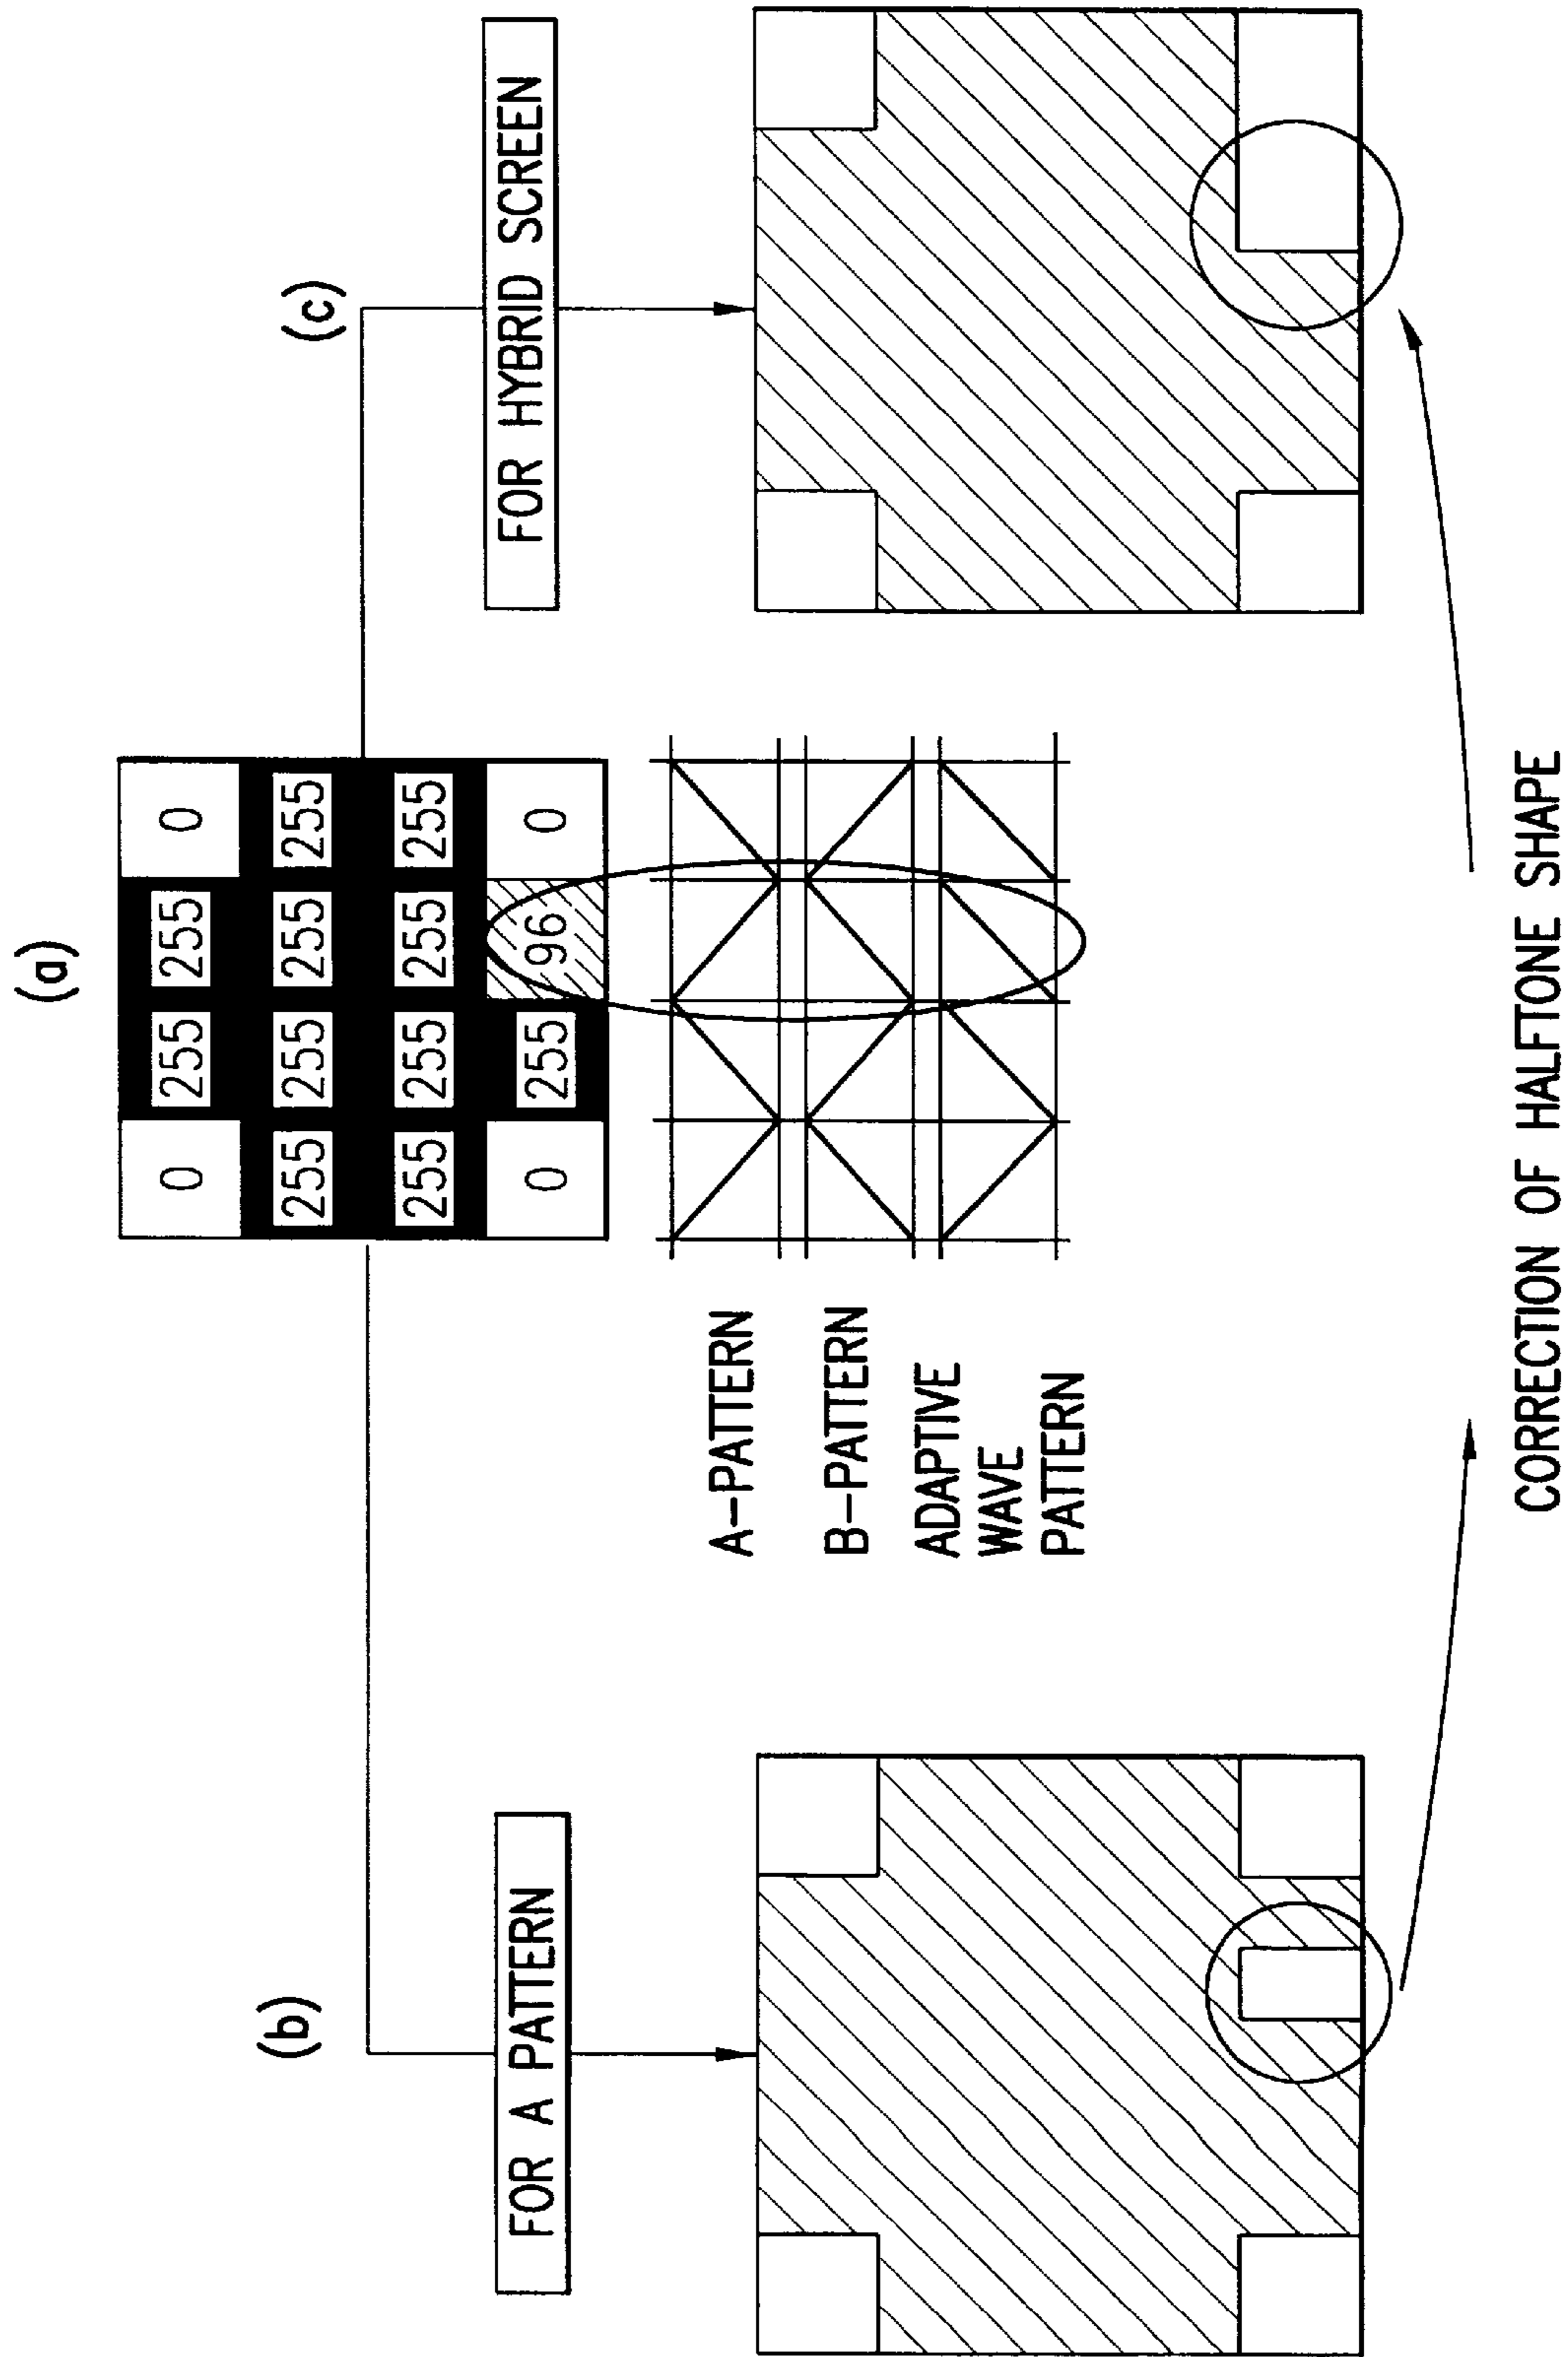 (a)
0 255 255 0
255 255 255 255
255 255 255 255
0 255 96 0
(b)
(c)
FOR A PATTERN
FOR HYBRID SCREEN
A-PATTERN
B-PATTERN
ADAPTIVE
WAVE
PATTERN
CORRECTION OF HALFTONE SHAPE